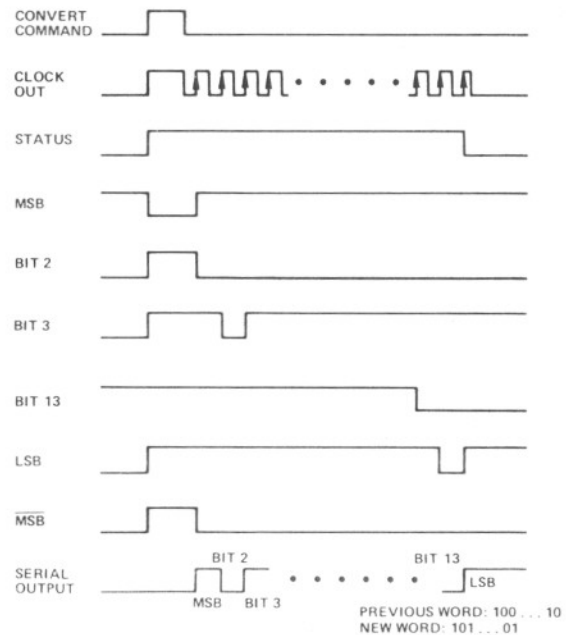 CONVERT
COMMAND
CLOCK
OUT
STATUS
MSB
BIT 2
BIT 3
BIT 13
LSB
MSB
SERIAL
OUTPUT
BIT 2
BIT 13
MSB
BIT 3
LSB
PREVIOUS WORD: 100 . . . 10
NEW WORD: 101 . . . 01